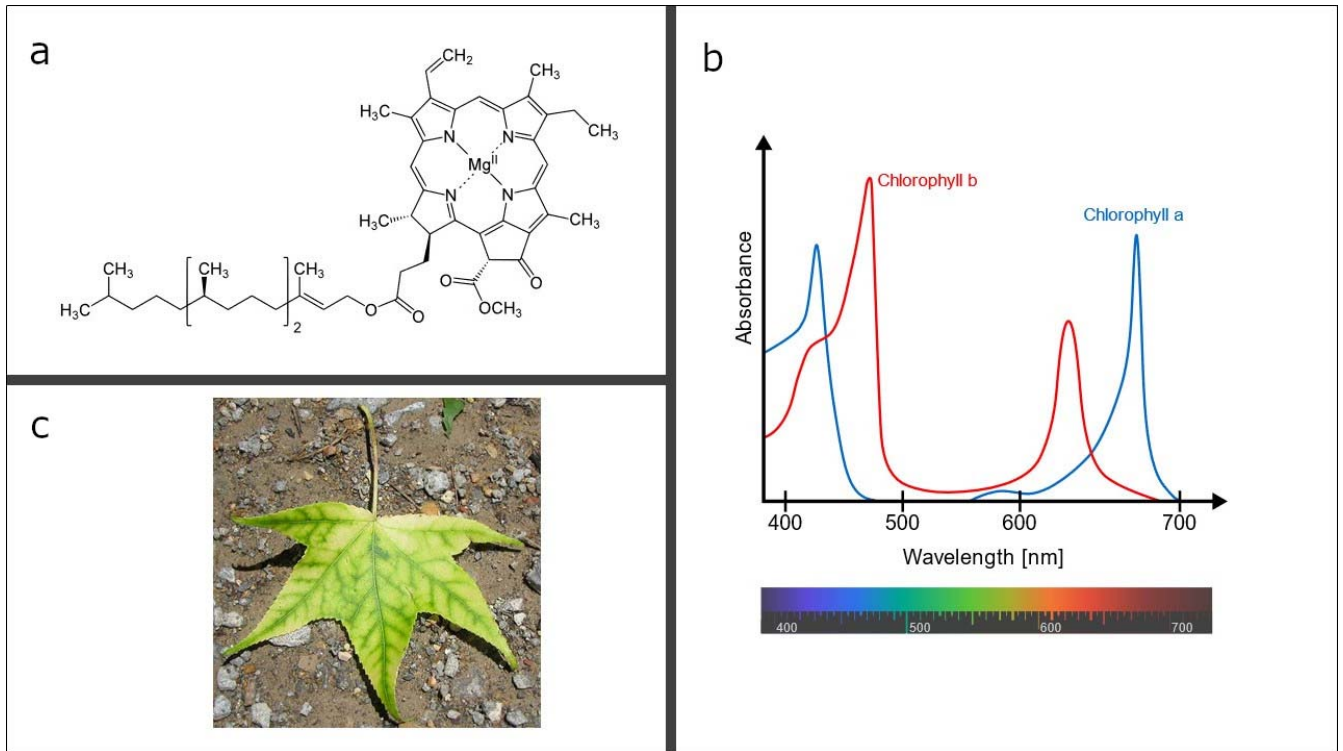 a
CH₂
CH₃
H₃C
CH₃
N
N
Mgᴵᴵ
N
N
H₃C
CH₃
O
O
OCH₃
CH₃
CH₃
CH₃
H₃C
2
O
O
b
Chlorophyll b
Chlorophyll a
Absorbance
400 500 600 700
Wavelength [nm]
400 500 600 700
c